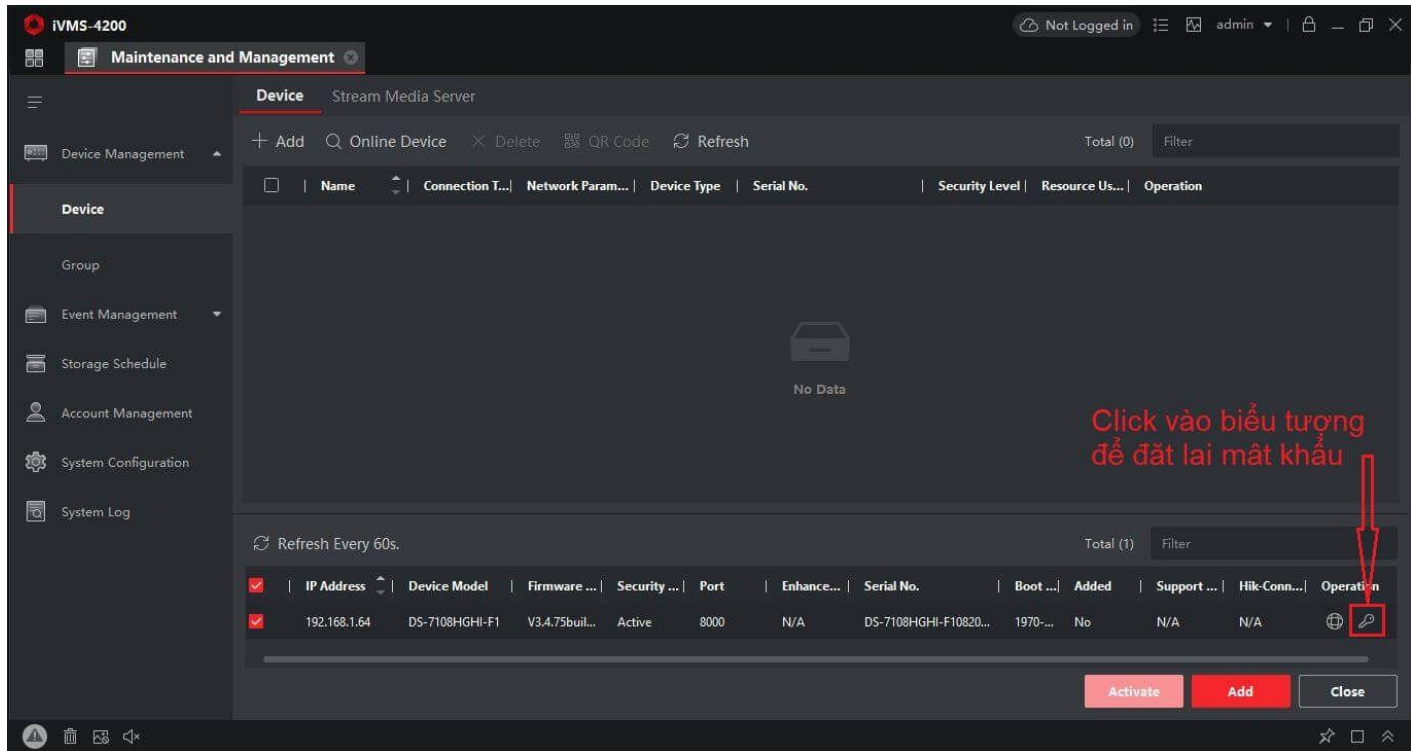 iVMS-4200
Not Logged in
admin
Maintenance and Management
Device Stream Media Server
Add Online Device Delete QR Code Refresh Total (0) Filter
Device Management
Name Connection T... Network Param... Device Type Serial No. Security Level Resource Us... Operation
Device
Group
Event Management
Storage Schedule
No Data
Account Management
Click vào biểu tượng
để đăt lai mât khẩu
System Configuration
System Log
Refresh Every 60s. Total (1) Filter
IP Address Device Model Firmware ... Security ... Port Enhance... Serial No. Boot ... Added Support ... Hik-Conn... Operation
192.168.1.64 DS-7108HGHI-F1 V3.4.75buil... Active 8000 N/A DS-7108HGHI-F10820... 1970-... No N/A N/A
Activate Add Close